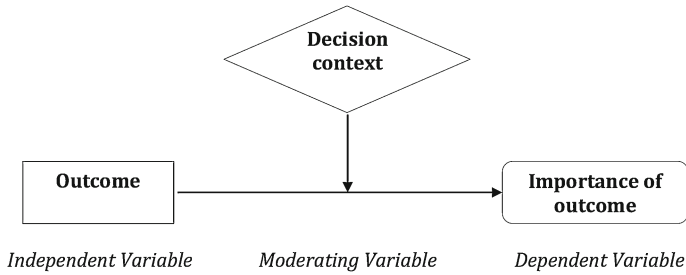 Decision
context
Outcome
Importance of
outcome
Independent Variable
Moderating Variable
Dependent Variable